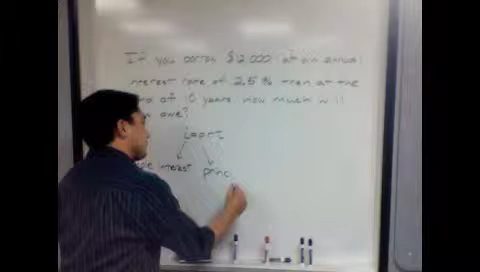 If you borrow $12,000 at an annual
interest rate of 2.5% then at the
of 10 years, how much will
owe?
interest princ